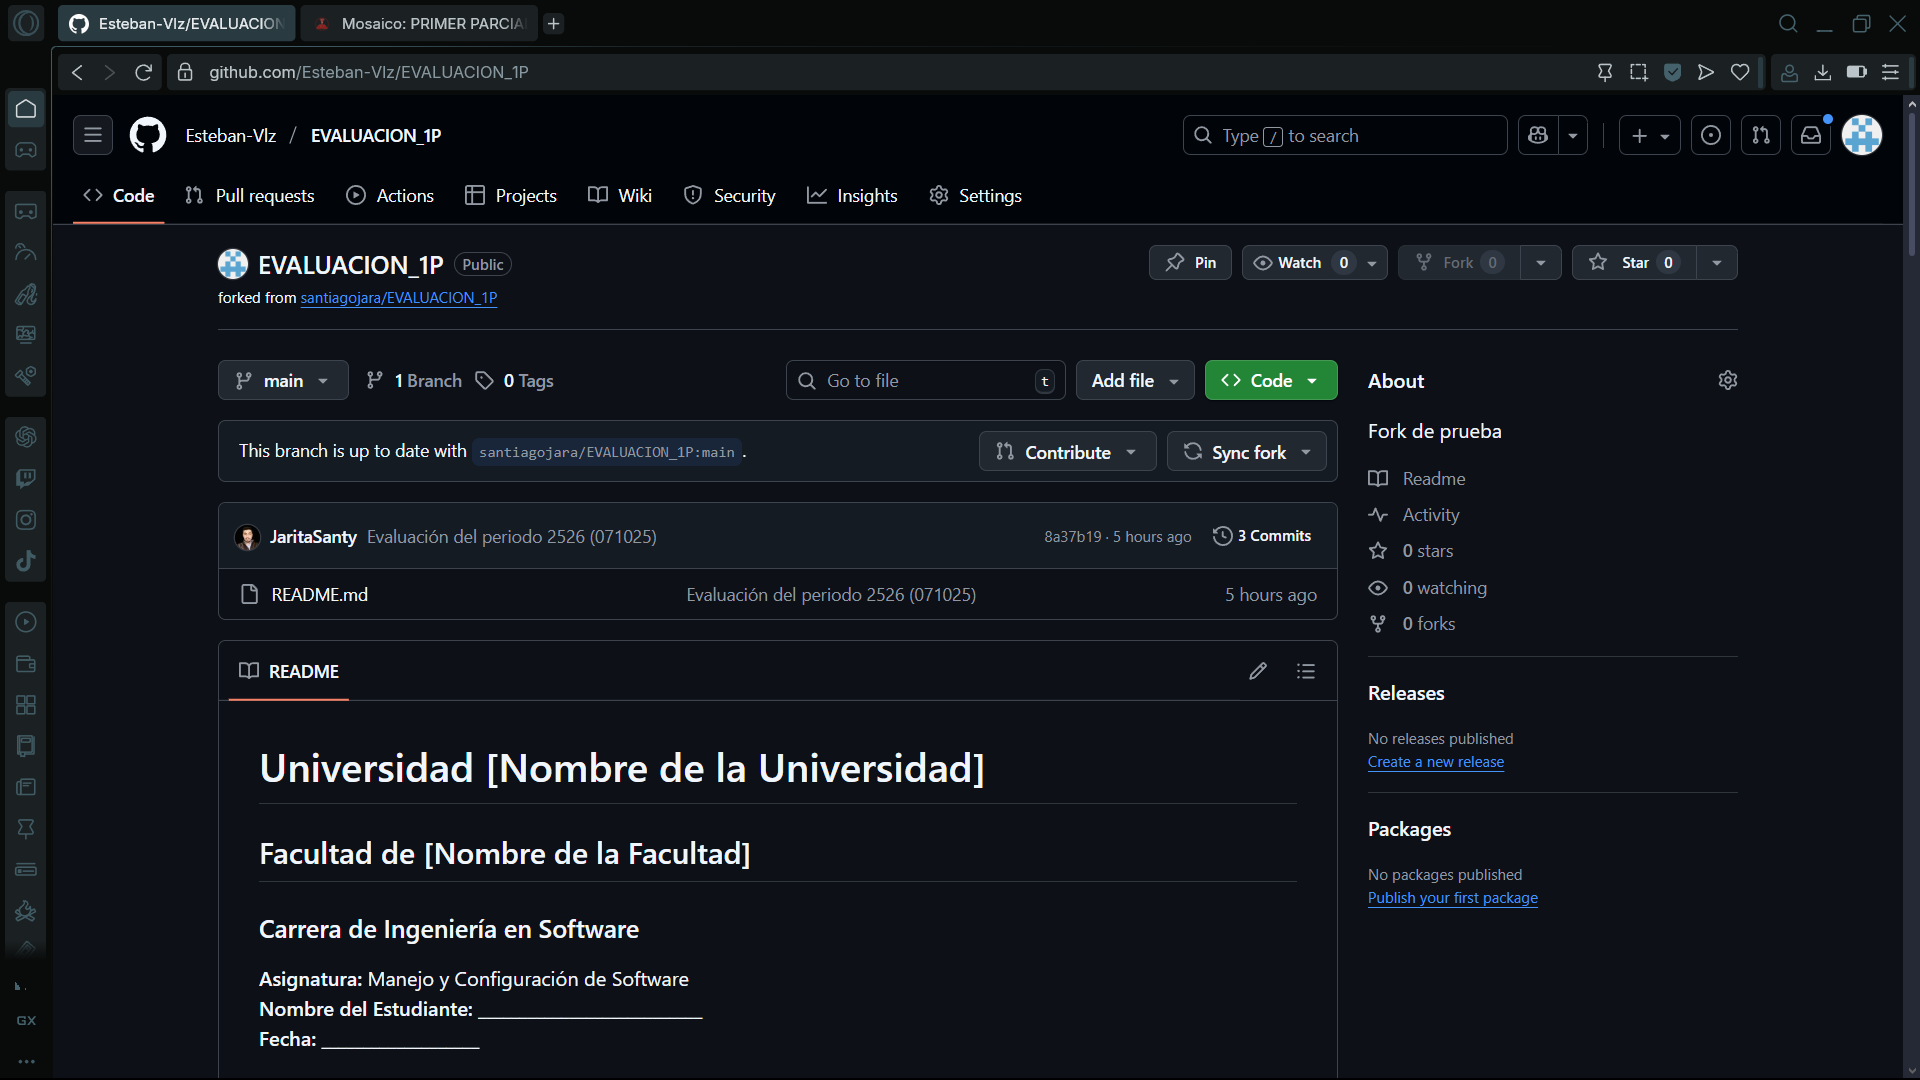 Esteban-Vlz/EVALUACION
Mosaico: PRIMER PARCIA
github.com/Esteban-Vlz/EVALUACION_1P
Esteban-Vlz / EVALUACION_1P
Type / to search
Code
Pull requests
Actions
Projects
Wiki
Security
Insights
Settings
EVALUACION_1P Public
Pin
Watch 0
Fork 0
Star 0
forked from santiagojara/EVALUACION_1P
main
1 Branch
0 Tags
Go to file t
Add file
Code
About
Fork de prueba
This branch is up to date with santiagojara/EVALUACION_1P:main .
Contribute
Sync fork
Readme
Activity
0 stars
0 watching
0 forks
JaritaSanty Evaluación del periodo 2526 (071025) 8a37b19 · 5 hours ago 3 Commits
README.md Evaluación del periodo 2526 (071025) 5 hours ago
README
Releases
No releases published
Create a new release
Packages
No packages published
Publish your first package
Universidad [Nombre de la Universidad]
Facultad de [Nombre de la Facultad]
Carrera de Ingeniería en Software
Asignatura: Manejo y Configuración de Software
Nombre del Estudiante: _________________________
Fecha: __________________
GX